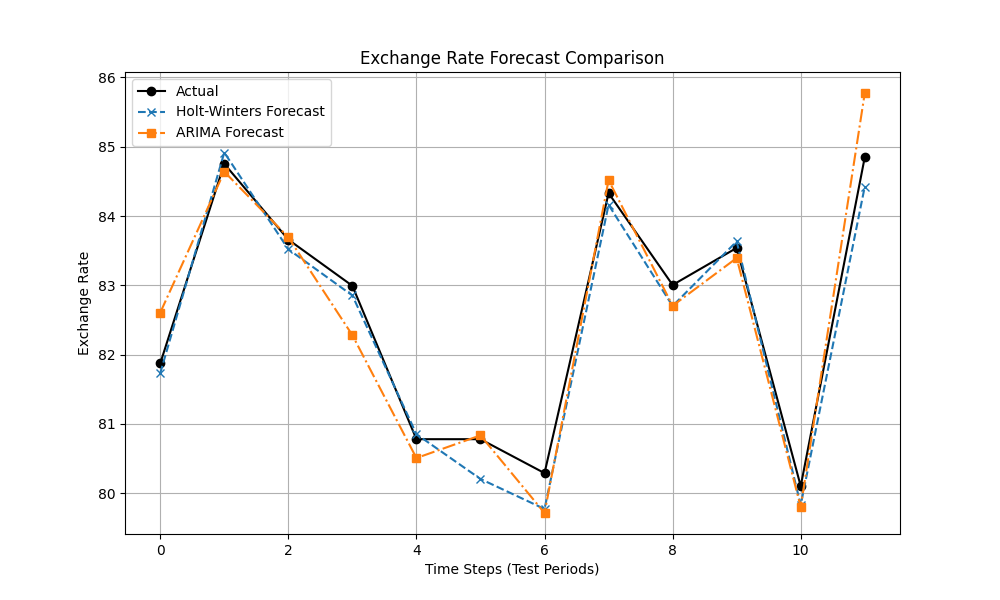 Exchange Rate Forecast Comparison
Actual
Holt-Winters Forecast
ARIMA Forecast
86
85
84
83
82
81
80
Exchange Rate
0 2 4 6 8 10
Time Steps (Test Periods)